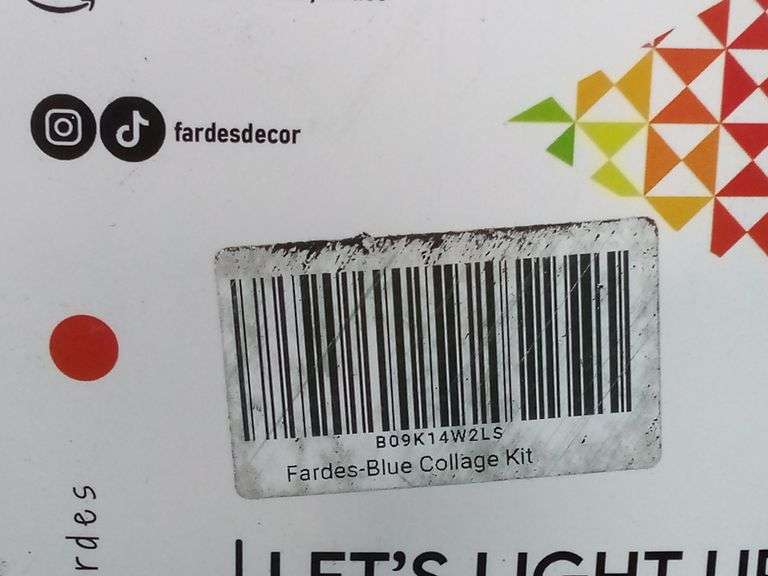 fardesdecor
B09K14W2LS
Fardes-Blue Collage Kit
rdes
LET'S LIGHT UP